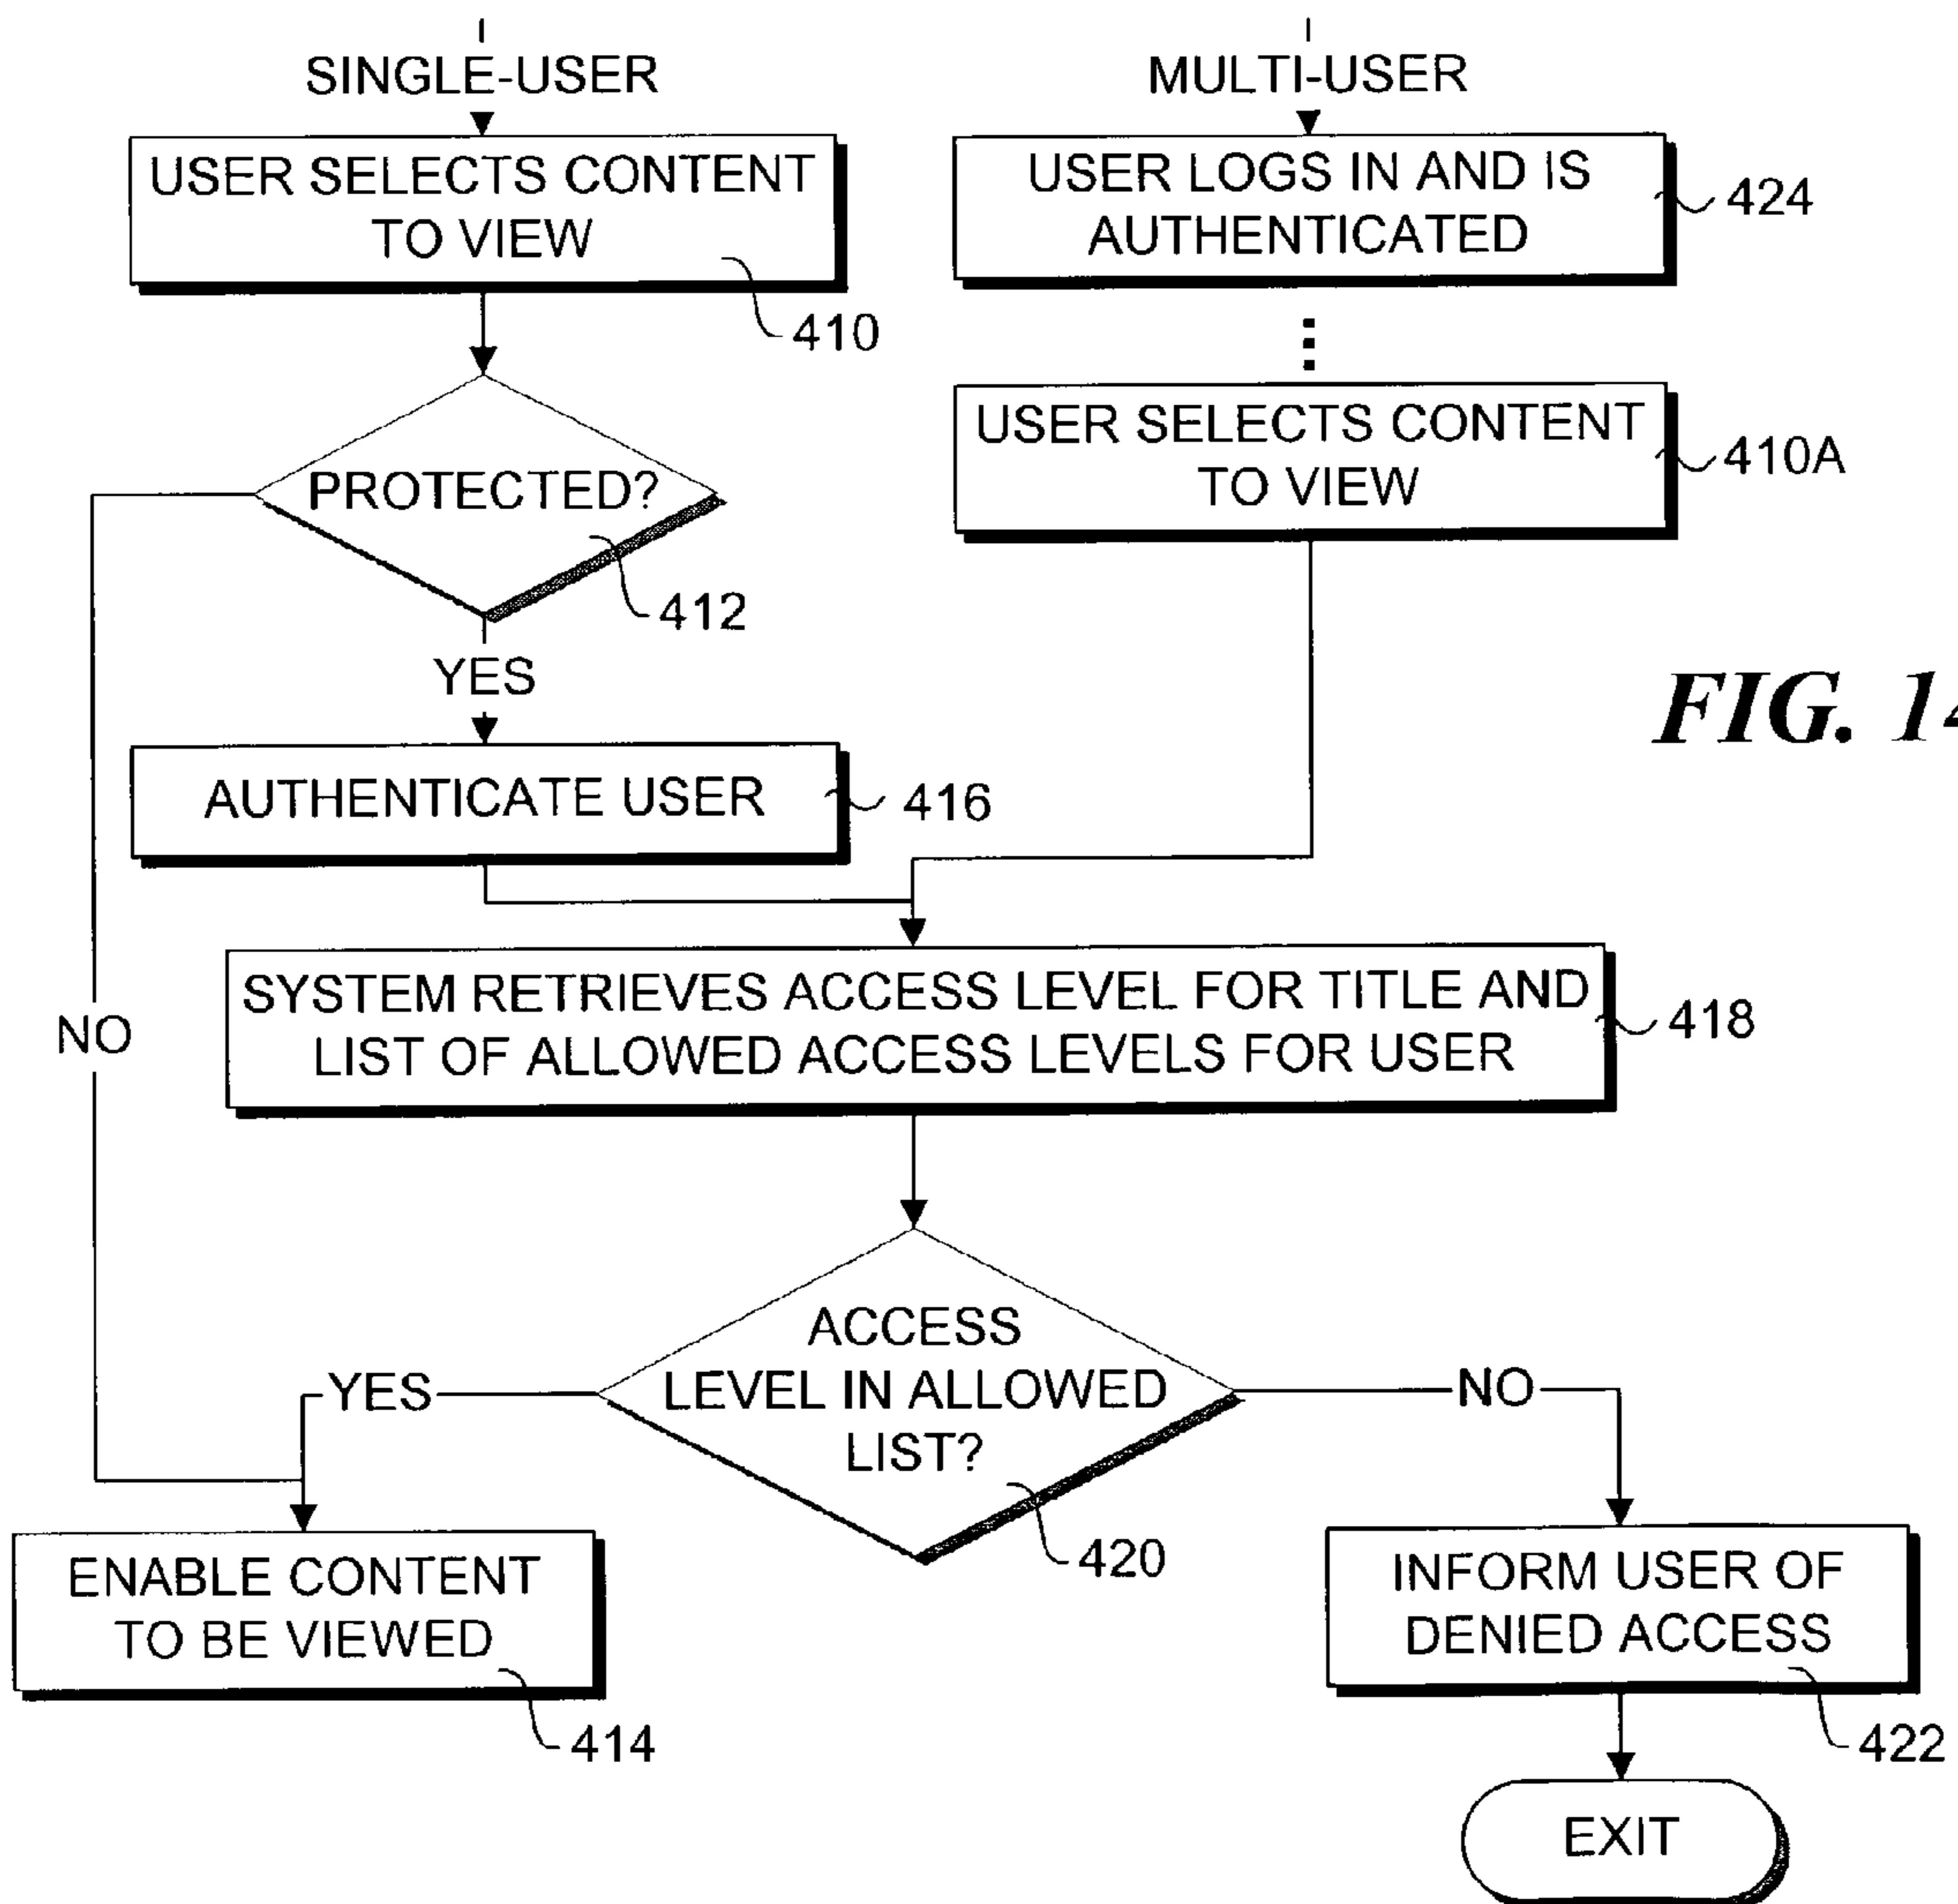 SINGLE-USER
MULTI-USER
USER SELECTS CONTENT
TO VIEW
410
USER LOGS IN AND IS
AUTHENTICATED
424
PROTECTED?
412
USER SELECTS CONTENT
TO VIEW
410A
YES
FIG. 14
AUTHENTICATE USER
416
SYSTEM RETRIEVES ACCESS LEVEL FOR TITLE AND
LIST OF ALLOWED ACCESS LEVELS FOR USER
418
NO
ACCESS
LEVEL IN ALLOWED
LIST?
420
YES
NO
ENABLE CONTENT
TO BE VIEWED
414
INFORM USER OF
DENIED ACCESS
422
EXIT